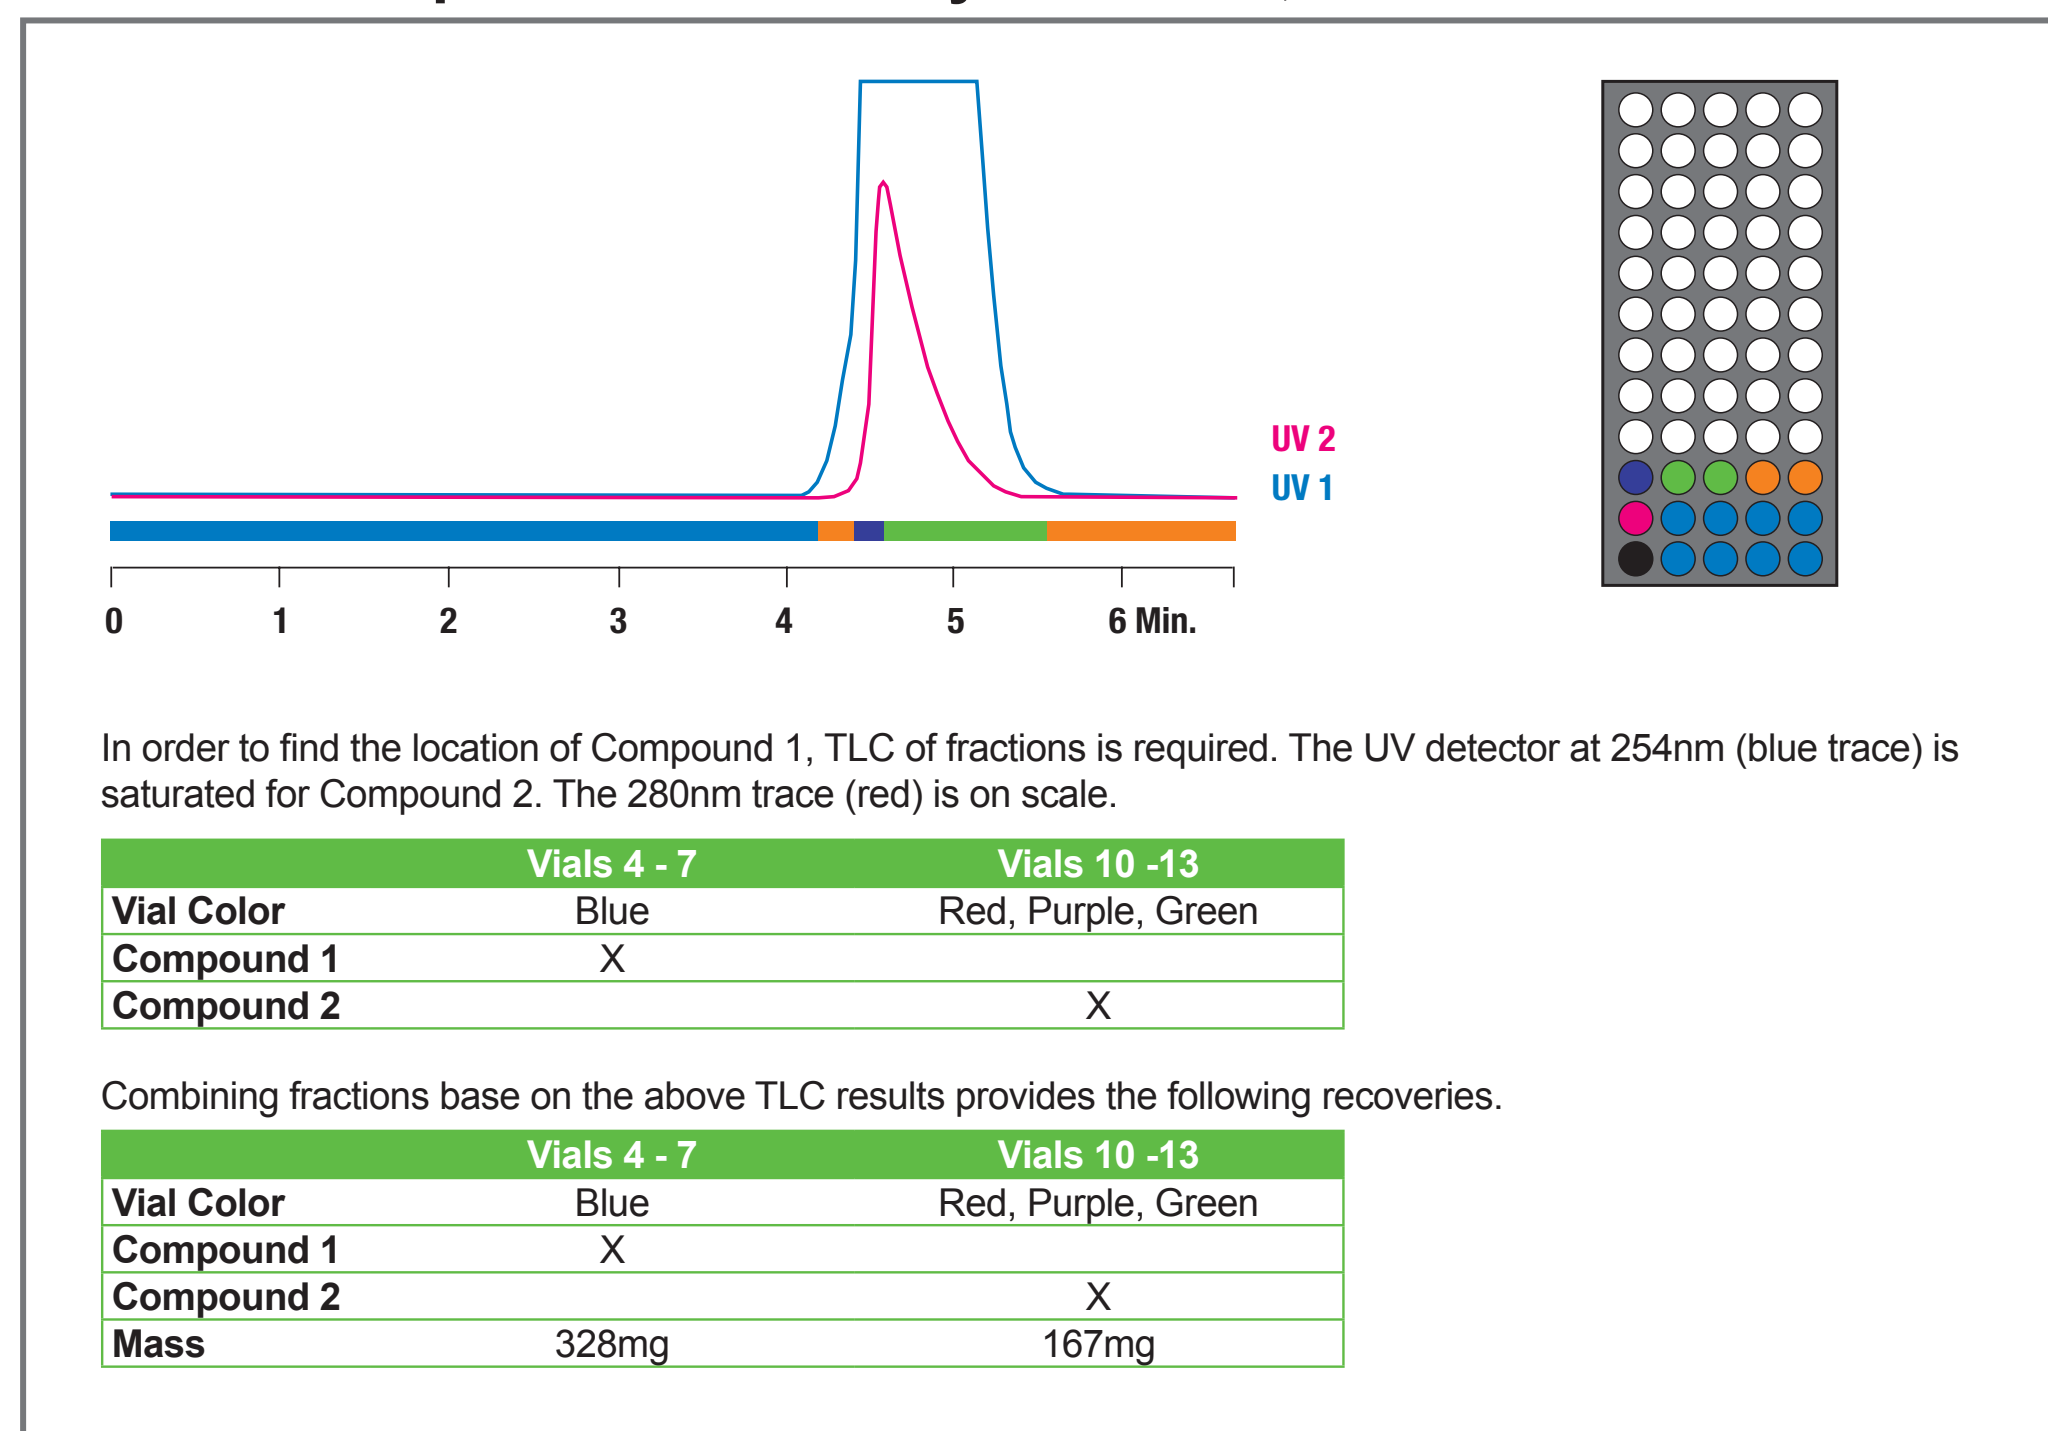 UV 2
UV 1
0 1 2 3 4 5 6 Min.
In order to find the location of Compound 1, TLC of fractions is required. The UV detector at 254nm (blue trace) is
saturated for Compound 2. The 280nm trace (red) is on scale.
Vials 4 - 7 Vials 10 -13
Vial Color Blue Red, Purple, Green
Compound 1 X
Compound 2 X
Combining fractions base on the above TLC results provides the following recoveries.
Vials 4 - 7 Vials 10 -13
Vial Color Blue Red, Purple, Green
Compound 1 X
Compound 2 X
Mass 328mg 167mg